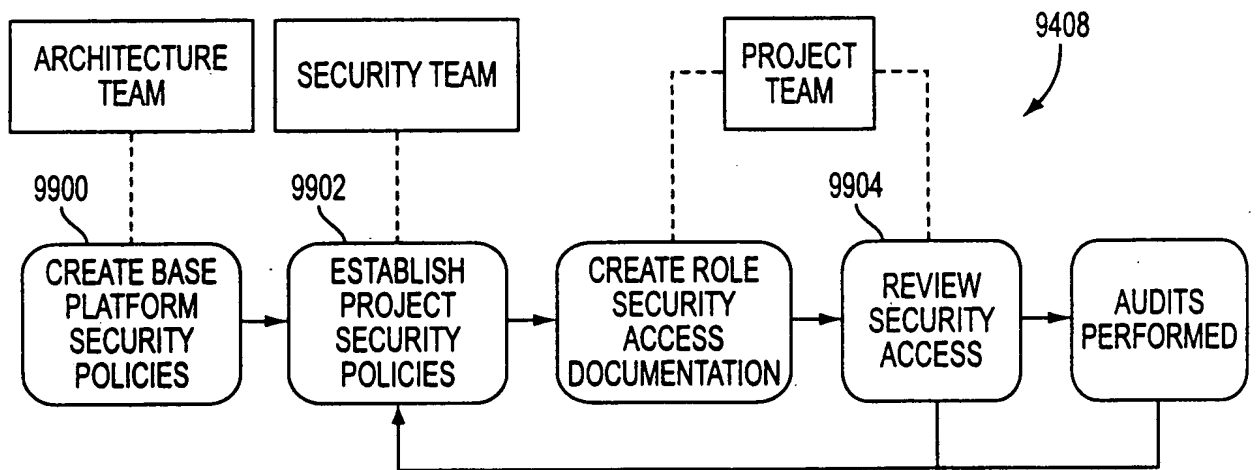 ARCHITECTURE
TEAM
SECURITY TEAM
PROJECT
TEAM
9408
9900
9902
9904
CREATE BASE
PLATFORM
SECURITY
POLICIES
ESTABLISH
PROJECT
SECURITY
POLICIES
CREATE ROLE
SECURITY
ACCESS
DOCUMENTATION
REVIEW
SECURITY
ACCESS
AUDITS
PERFORMED